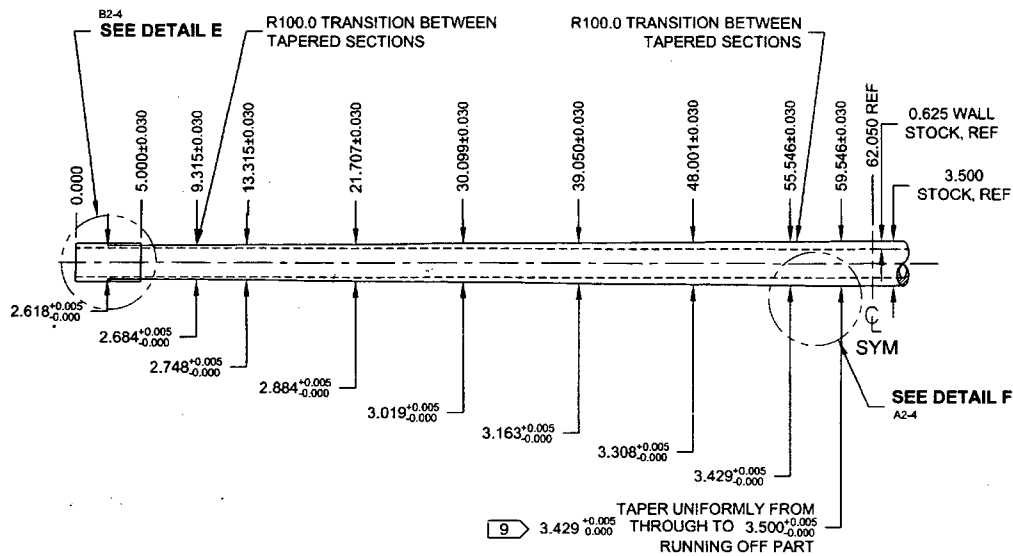 B2-4
SEE DETAIL E
R100.0 TRANSITION BETWEEN
TAPERED SECTIONS
R100.0 TRANSITION BETWEEN
TAPERED SECTIONS
0.000
5.000±0.030
9.315±0.030
13.315±0.030
21.707±0.030
30.099±0.030
39.050±0.030
48.001±0.030
55.546±0.030
59.546±0.030
62.050 REF
0.625 WALL
STOCK, REF
3.500
STOCK, REF
2.618 +0.005 -0.000
2.684 +0.005 -0.000
2.748 +0.005 -0.000
2.884 +0.005 -0.000
3.019 +0.005 -0.000
3.163 +0.005 -0.000
3.308 +0.005 -0.000
3.429 +0.005 -0.000
CL
SYM
SEE DETAIL F
A2-4
TAPER UNIFORMLY FROM
9 3.429 +0.005 0.000 THROUGH TO 3.500 +0.005 -0.000
RUNNING OFF PART